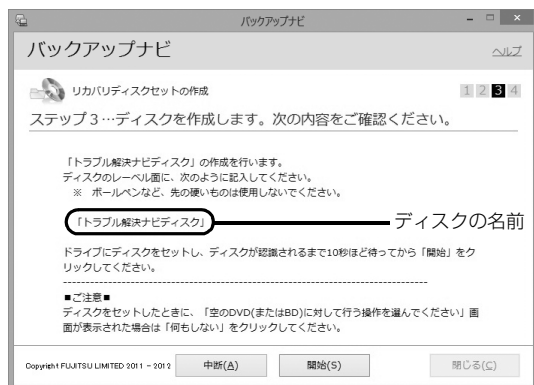 バックアップナビ
バックアップナビ
ヘルプ
リカバリディスクセットの作成
1 2 3 4
ステップ3…ディスクを作成します。次の内容をご確認ください。
「トラブル解決ナビディスク」の作成を行います。
ディスクのレーベル面に、次のように記入してください。
※ ボールペンなど、先の硬いものは使用しないでください。
「トラブル解決ナビディスク」
ディスクの名前
ドライブにディスクをセットし、ディスクが認識されるまで10秒ほど待ってから「開始」をク
リックしてください。
■ご注意■
ディスクをセットしたときに、「空のDVD(またはBD)に対して行う操作を選んでください」画
面が表示された場合は「何もしない」をクリックしてください。
Copyright FUJITSU LIMITED 2011 - 2012
中断(A)
開始(S)
閉じる(C)